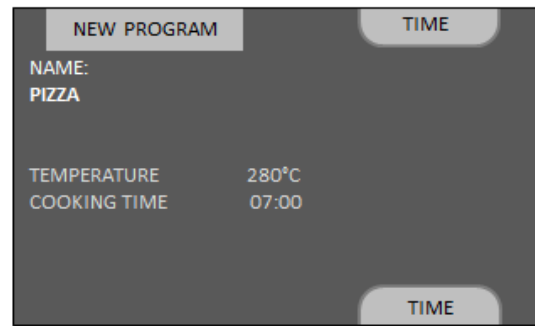 NEW PROGRAM
TIME
NAME:
PIZZA
TEMPERATURE 280°C
COOKING TIME 07:00
TIME